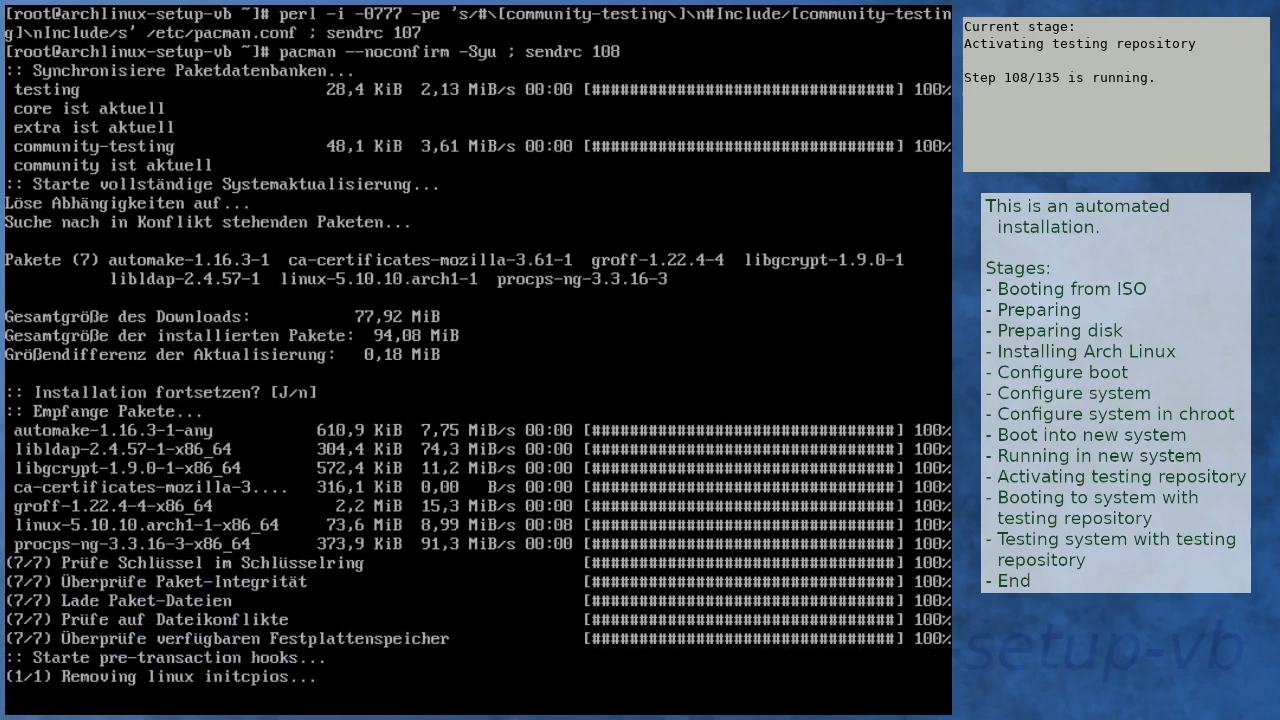 [root@archlinux-setup-vb ~]# perl -i -0777 -pe 's/#\[community-testing\]\n#Include/[community-testin
g]\nInclude/s' /etc/pacman.conf ; sendrc 107
[root@archlinux-setup-vb ~]# pacman --noconfirm -Syu ; sendrc 108
:: Synchronisiere Paketdatenbanken...
testing 28,4 KiB 2,13 MiB/s 00:00 [################################] 100%
core ist aktuell
extra ist aktuell
community-testing 48,1 KiB 3,61 MiB/s 00:00 [################################] 100%
community ist aktuell
:: Starte vollständige Systemaktualisierung...
Löse Abhängigkeiten auf...
Suche nach in Konflikt stehenden Paketen...
Pakete (7) automake-1.16.3-1 ca-certificates-mozilla-3.61-1 groff-1.22.4-4 libgcrypt-1.9.0-1
libldap-2.4.57-1 linux-5.10.10.arch1-1 procps-ng-3.3.16-3
Gesamtgröße des Downloads: 77,92 MiB
Gesamtgröße der installierten Pakete: 94,08 MiB
Größendifferenz der Aktualisierung: 0,18 MiB
:: Installation fortsetzen? [J/n]
:: Empfange Pakete...
automake-1.16.3-1-any 610,9 KiB 7,75 MiB/s 00:00 [################################] 100%
libldap-2.4.57-1-x86_64 304,4 KiB 74,3 MiB/s 00:00 [################################] 100%
libgcrypt-1.9.0-1-x86_64 572,4 KiB 11,2 MiB/s 00:00 [################################] 100%
ca-certificates-mozilla-3.... 316,1 KiB 0,00 B/s 00:00 [################################] 100%
groff-1.22.4-4-x86_64 2,2 MiB 15,3 MiB/s 00:00 [################################] 100%
linux-5.10.10.arch1-1-x86_64 73,6 MiB 8,99 MiB/s 00:08 [################################] 100%
procps-ng-3.3.16-3-x86_64 373,9 KiB 91,3 MiB/s 00:00 [################################] 100%
(7/7) Prüfe Schlüssel im Schlüsselring [################################] 100%
(7/7) Überprüfe Paket-Integrität [################################] 100%
(7/7) Lade Paket-Dateien [################################] 100%
(7/7) Prüfe auf Dateikonflikte [################################] 100%
(7/7) Überprüfe verfügbaren Festplattenspeicher [################################] 100%
:: Starte pre-transaction hooks...
(1/1) Removing linux initcpios...
Current stage:
Activating testing repository
Step 108/135 is running.
This is an automated
installation.
Stages:
- Booting from ISO
- Preparing
- Preparing disk
- Installing Arch Linux
- Configure boot
- Configure system
- Configure system in chroot
- Boot into new system
- Running in new system
- Activating testing repository
- Booting to system with
testing repository
- Testing system with testing
repository
- End
setup-vb